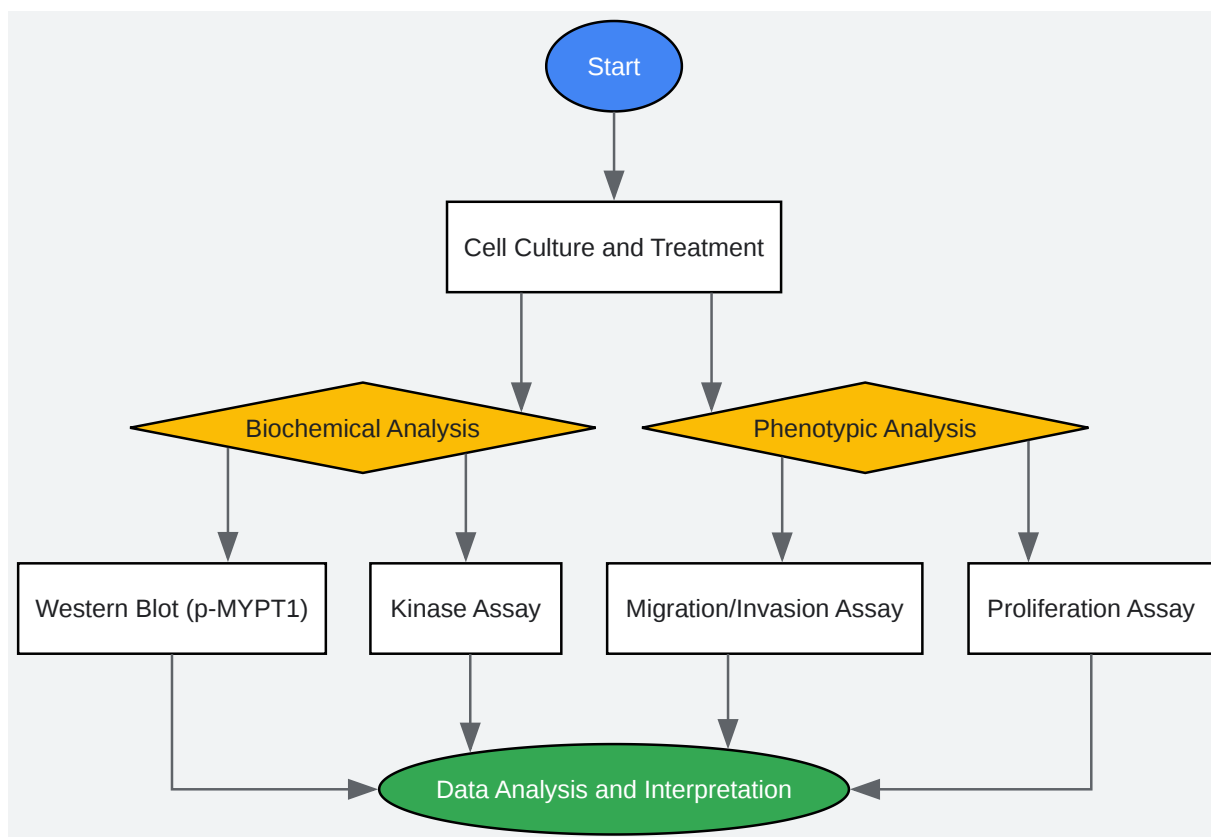 Start
Cell Culture and Treatment
Biochemical Analysis
Phenotypic Analysis
Western Blot (p-MYPT1)
Kinase Assay
Migration/Invasion Assay
Proliferation Assay
Data Analysis and Interpretation